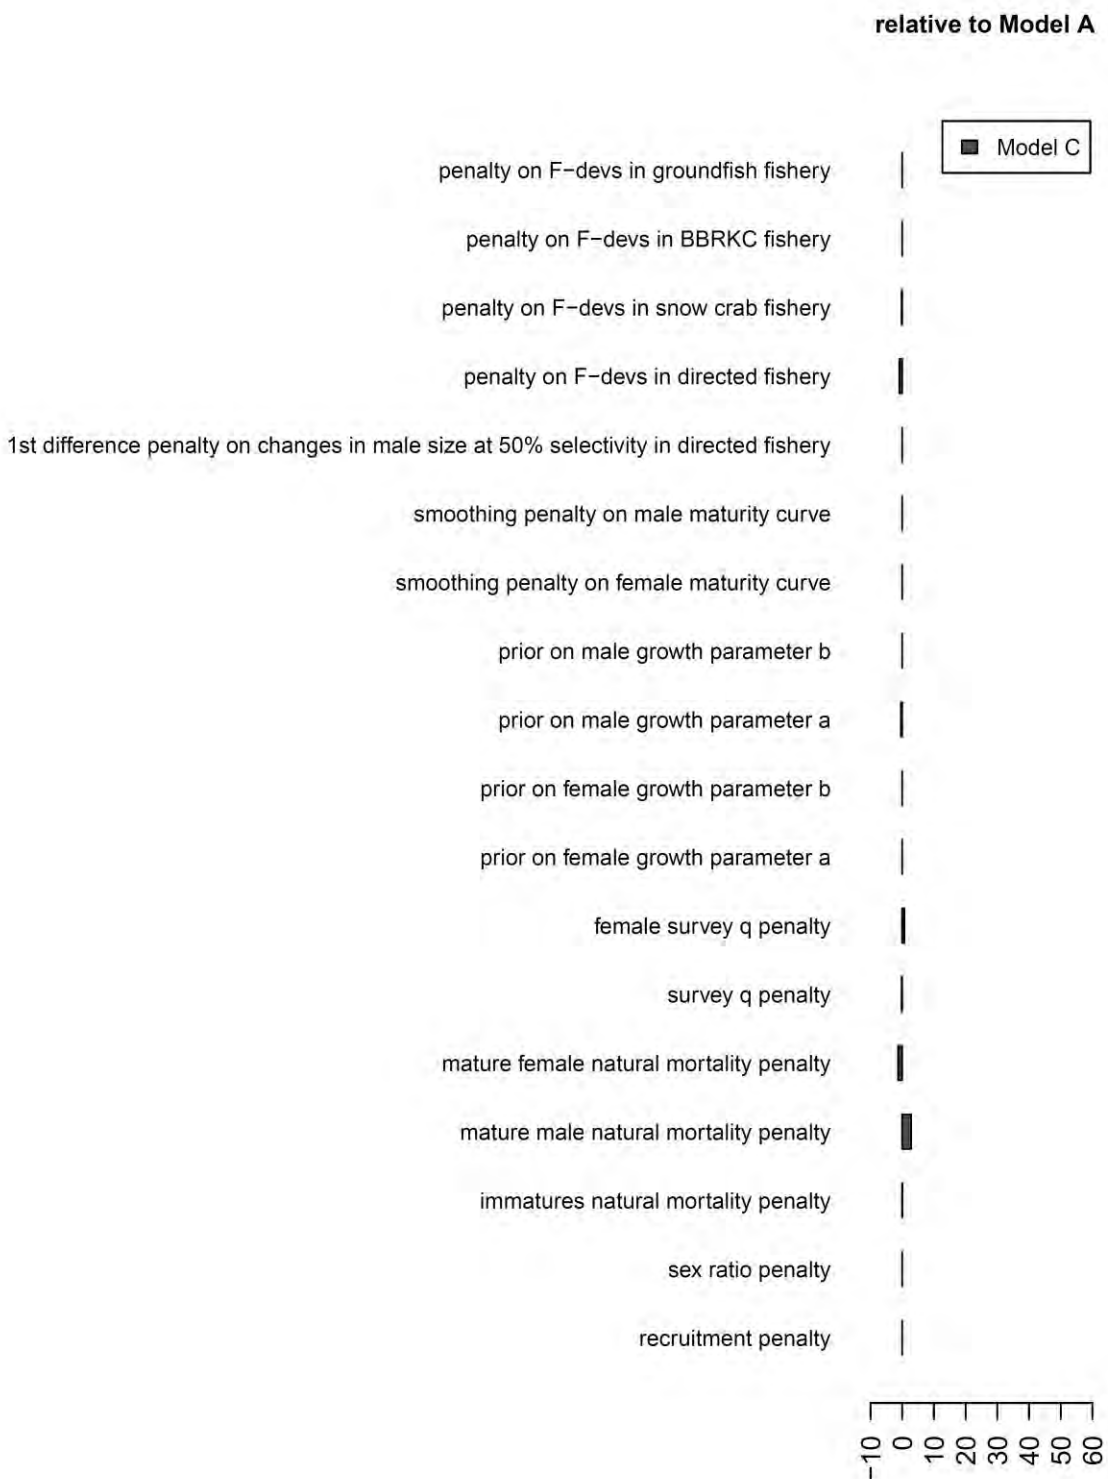 relative to Model A
Model C
penalty on F−devs in groundfish fishery
penalty on F−devs in BBRKC fishery
penalty on F−devs in snow crab fishery
penalty on F−devs in directed fishery
1st difference penalty on changes in male size at 50% selectivity in directed fishery
smoothing penalty on male maturity curve
smoothing penalty on female maturity curve
prior on male growth parameter b
prior on male growth parameter a
prior on female growth parameter b
prior on female growth parameter a
female survey q penalty
survey q penalty
mature female natural mortality penalty
mature male natural mortality penalty
immatures natural mortality penalty
sex ratio penalty
recruitment penalty
−10 0 10 20 30 40 50 60